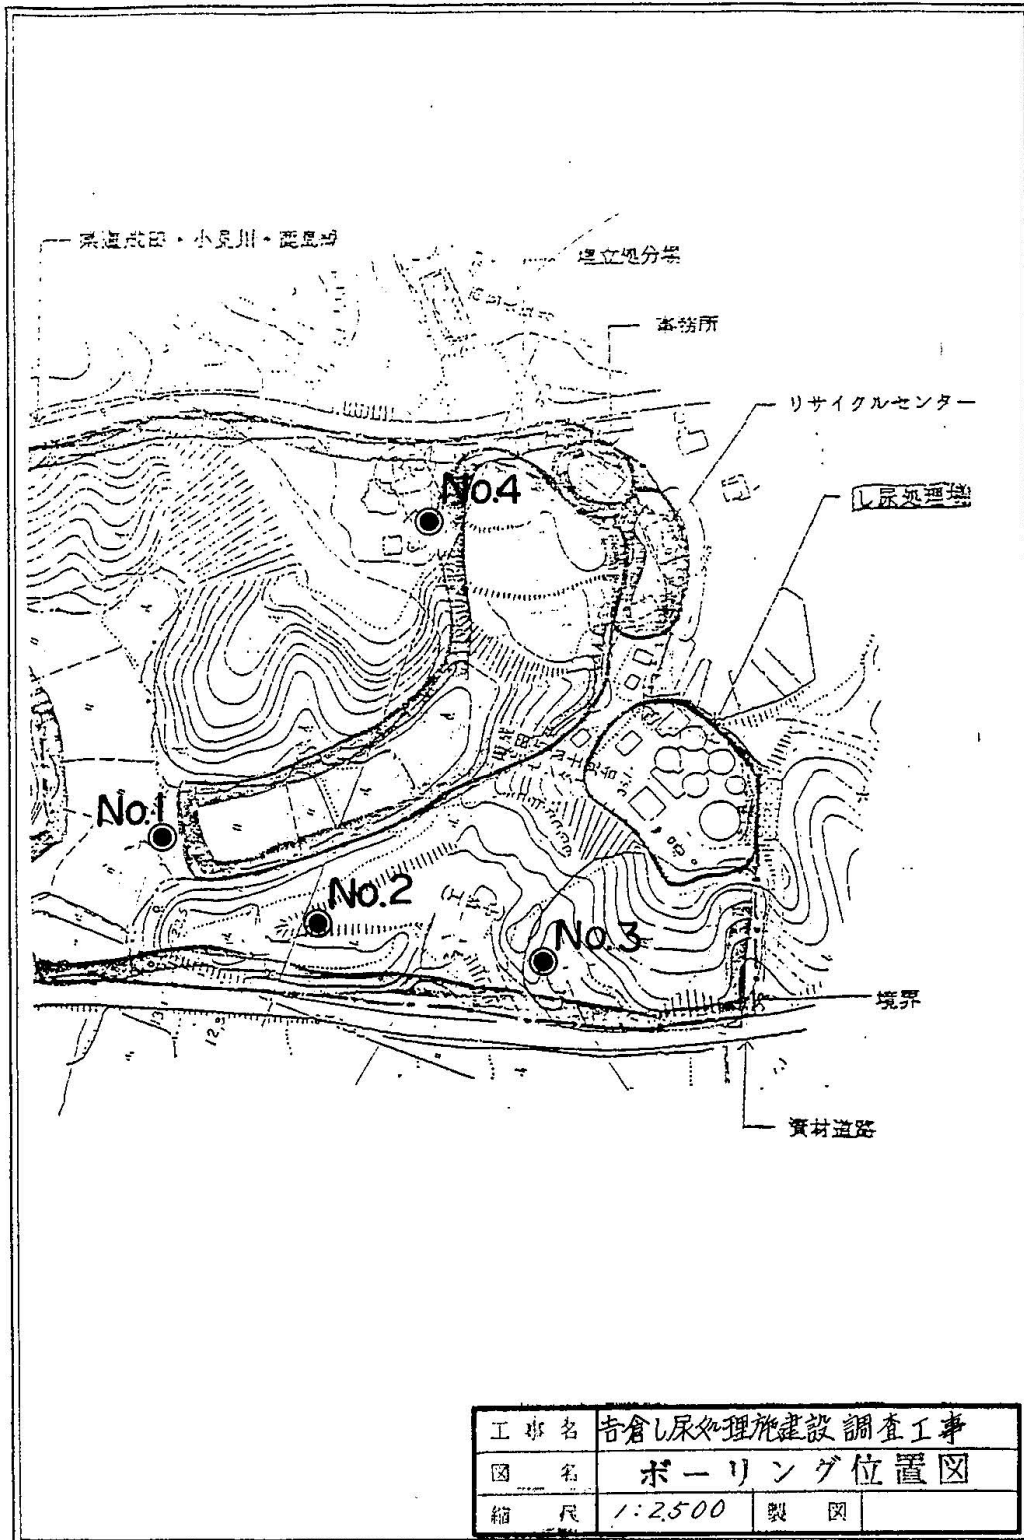 県道成田・小見川・鹿島線
埋立処分場
事務所
リサイクルセンター
し尿処理場
No.4
No.1
No.2
No.3
境界
12.9
資材道路
工事名 吉倉し尿処理施建設調査工事
図名 ボーリング位置図
縮尺 1:2,500 製図